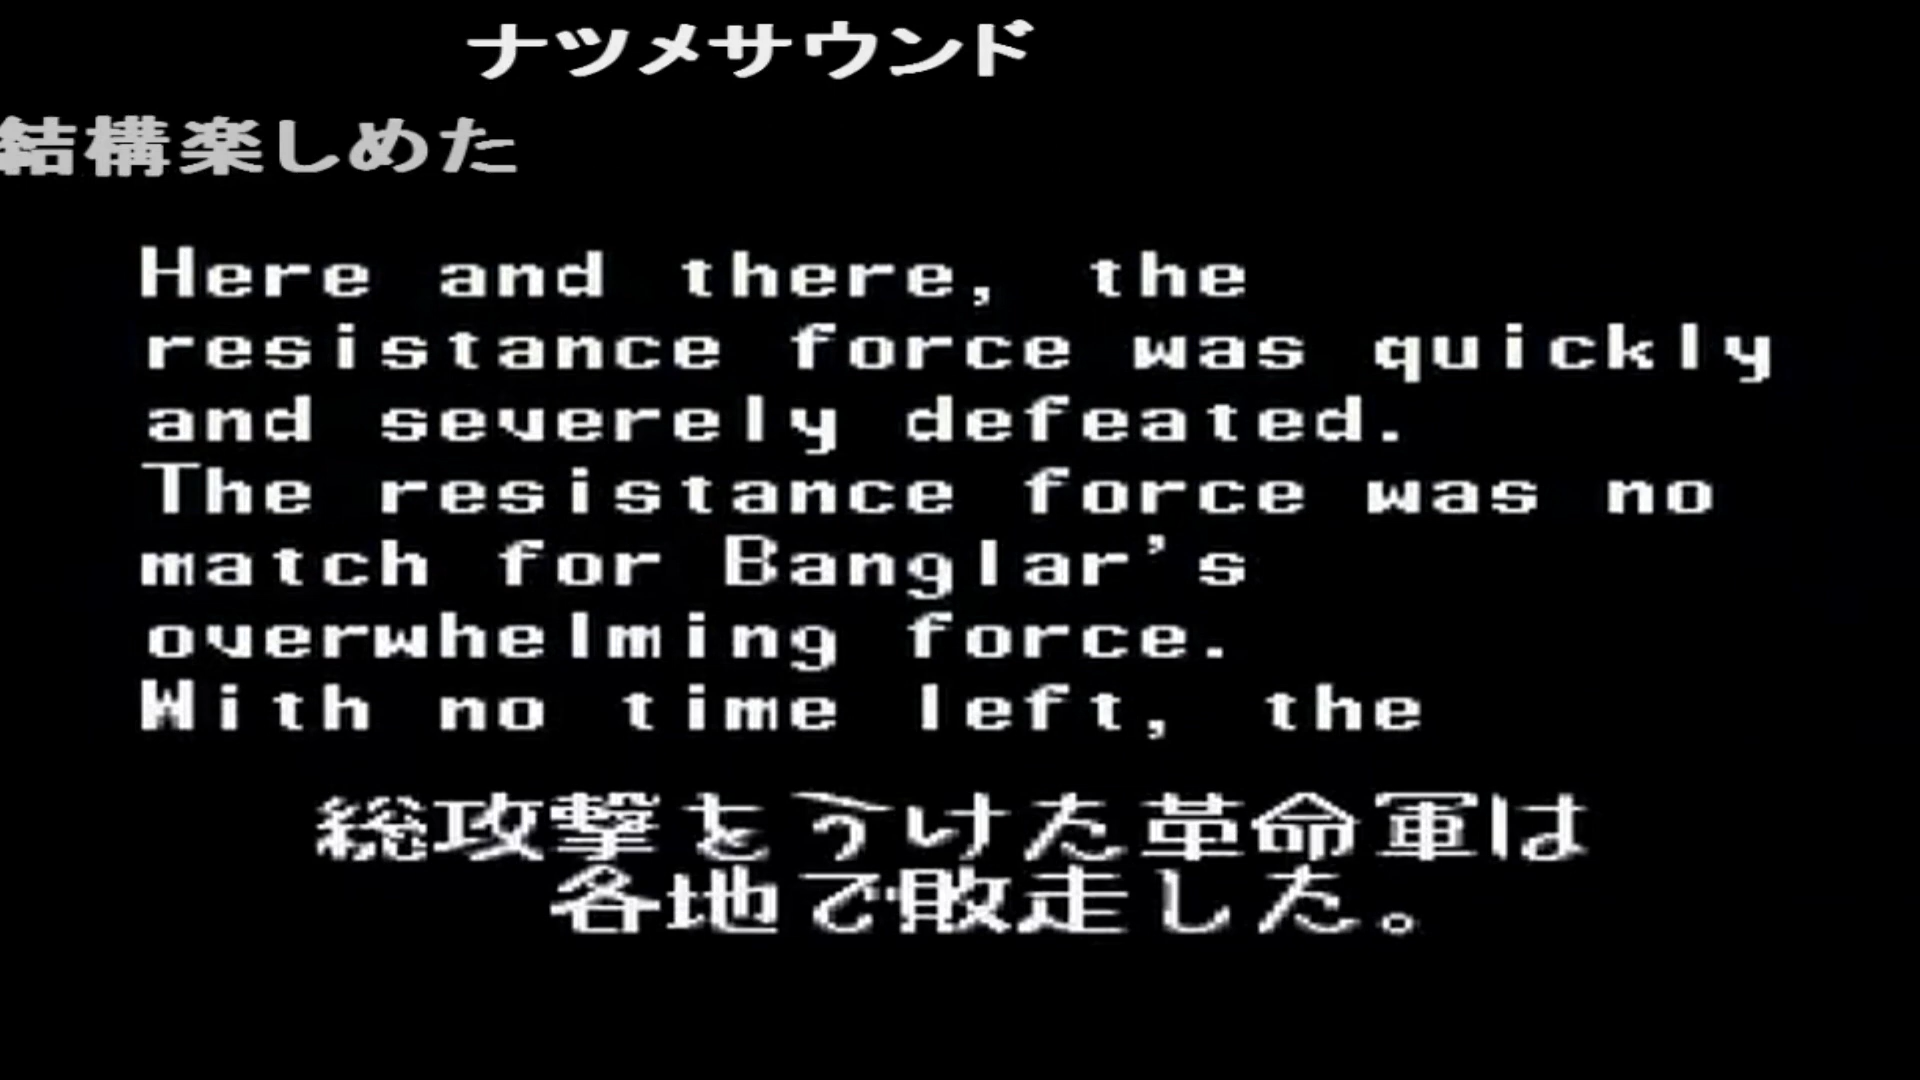 ナツメサウンド
結構楽しめた
Here and there, the
resistance force was quickly
and severely defeated.
The resistance force was no
match for Banglar's
overwhelming force.
With no time left, the
総攻撃をうけた革命軍は
各地で敗走した。